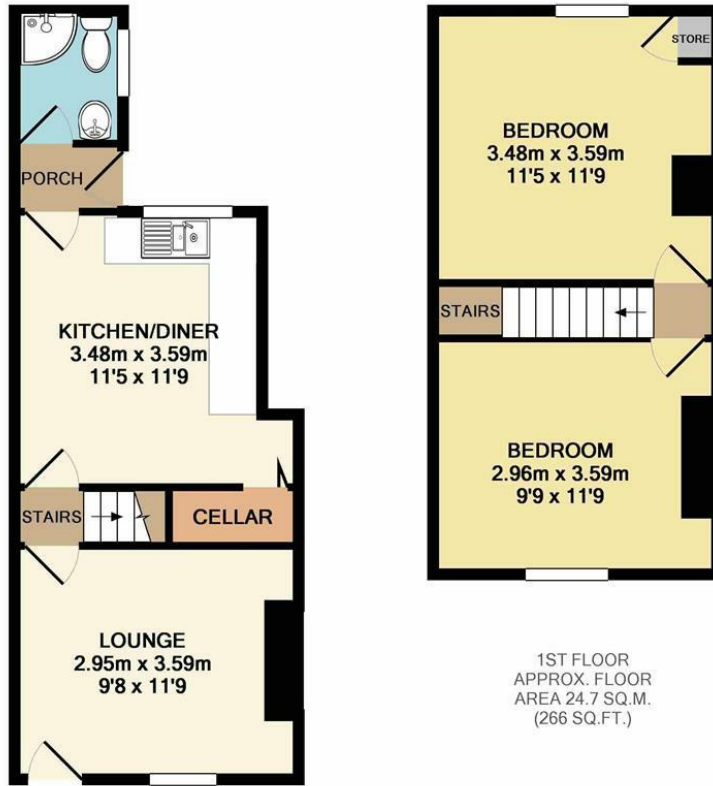 PORCH
KITCHEN/DINER
3.48m x 3.59m
11'5 x 11'9
STAIRS
CELLAR
LOUNGE
2.95m x 3.59m
9'8 x 11'9
STORE
BEDROOM
3.48m x 3.59m
11'5 x 11'9
STAIRS
BEDROOM
2.96m x 3.59m
9'9 x 11'9
1ST FLOOR
APPROX. FLOOR
AREA 24.7 SQ.M.
(266 SQ.FT.)